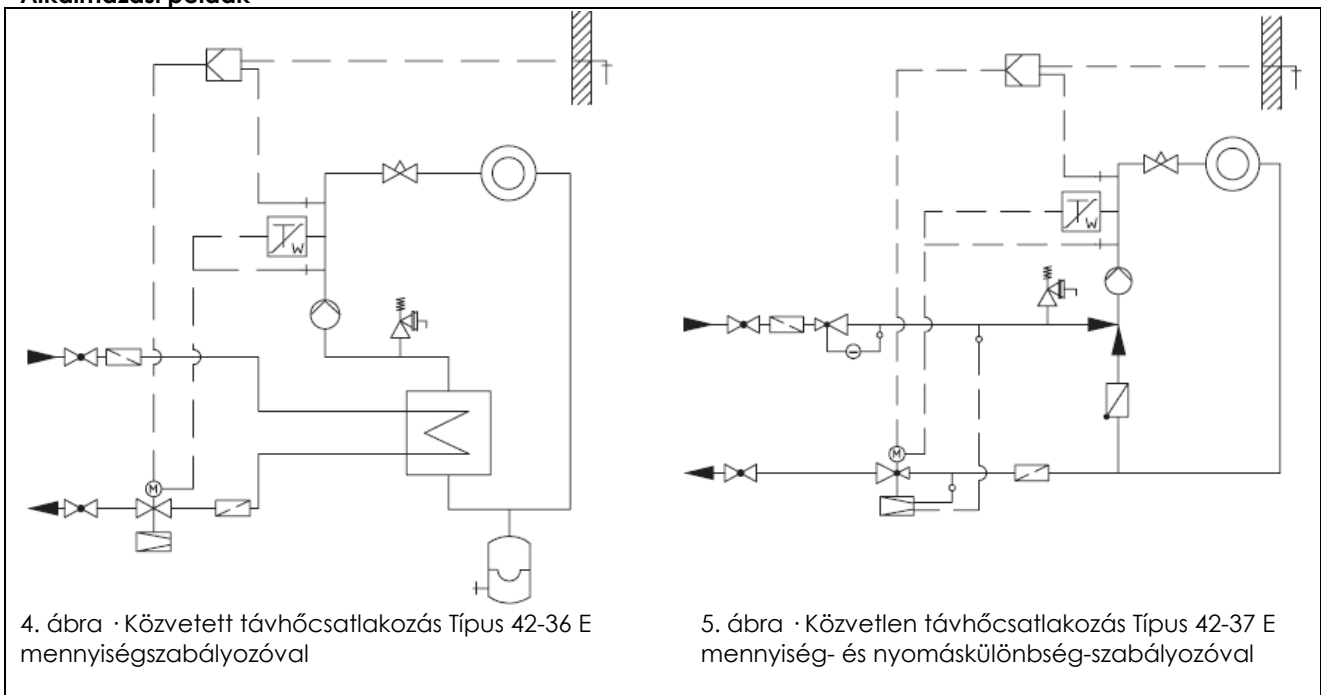 Alkalmazási példák
W
W
M
M
4. ábra · Közvetett távhőcsatlakozás Típus 42-36 E
mennyiségszabályozóval
5. ábra · Közvetlen távhőcsatlakozás Típus 42-37 E
mennyiség- és nyomáskülönbség-szabályozóval